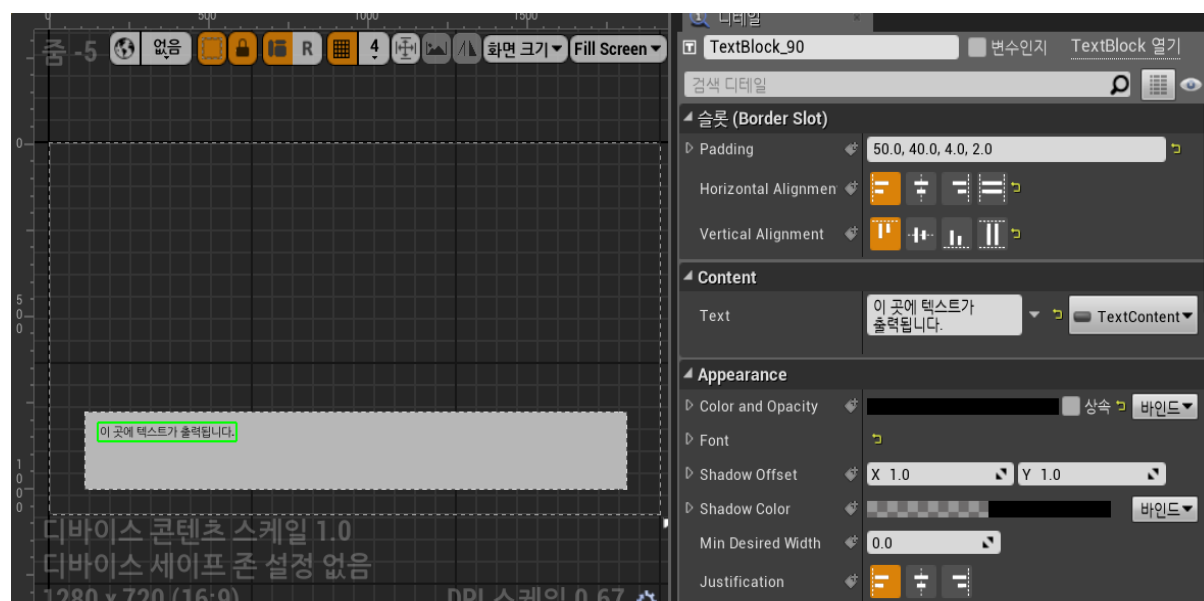 500
1000
1500
줌 -5
없음
R
4
화면 크기
Fill Screen
0
5
0
0
1
0
0
0
이 곳에 텍스트가 출력됩니다.
디바이스 콘텐츠 스케일 1.0
디바이스 세이프 존 설정 없음
1280 x 720 (16:9)
DPI 스케일 0.67
디테일
TextBlock_90
변수인지
TextBlock 열기
검색 디테일
슬롯 (Border Slot)
Padding
50.0, 40.0, 4.0, 2.0
Horizontal Alignmen
Vertical Alignment
Content
Text
이 곳에 텍스트가
출력됩니다.
TextContent
Appearance
Color and Opacity
상속
바인드
Font
Shadow Offset
X 1.0
Y 1.0
Shadow Color
바인드
Min Desired Width
0.0
Justification